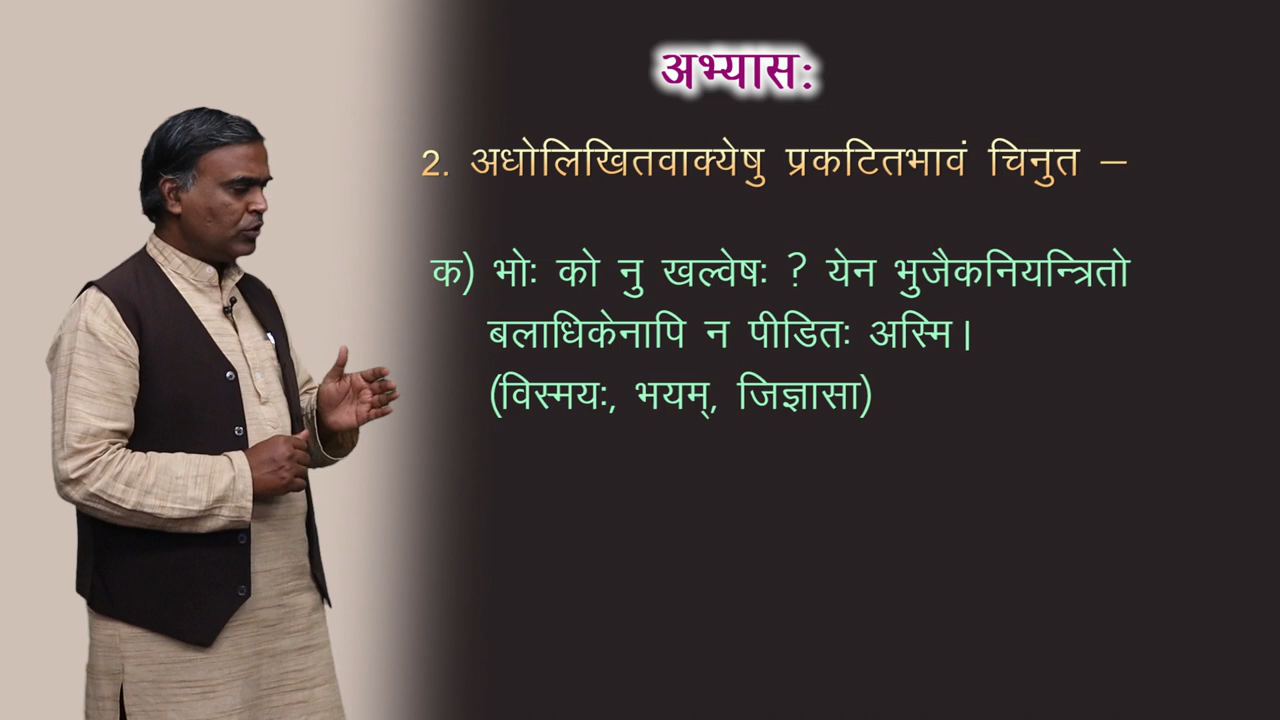 अभ्यासः
2. अधोलिखितवाक्येषु प्रकटितभावं चिनुत –
क) भोः को नु खल्वेषः ? येन भुजैकनियन्त्रितो
बलाधिकेनापि न पीडितः अस्मि।
(विस्मयः, भयम्, जिज्ञासा)